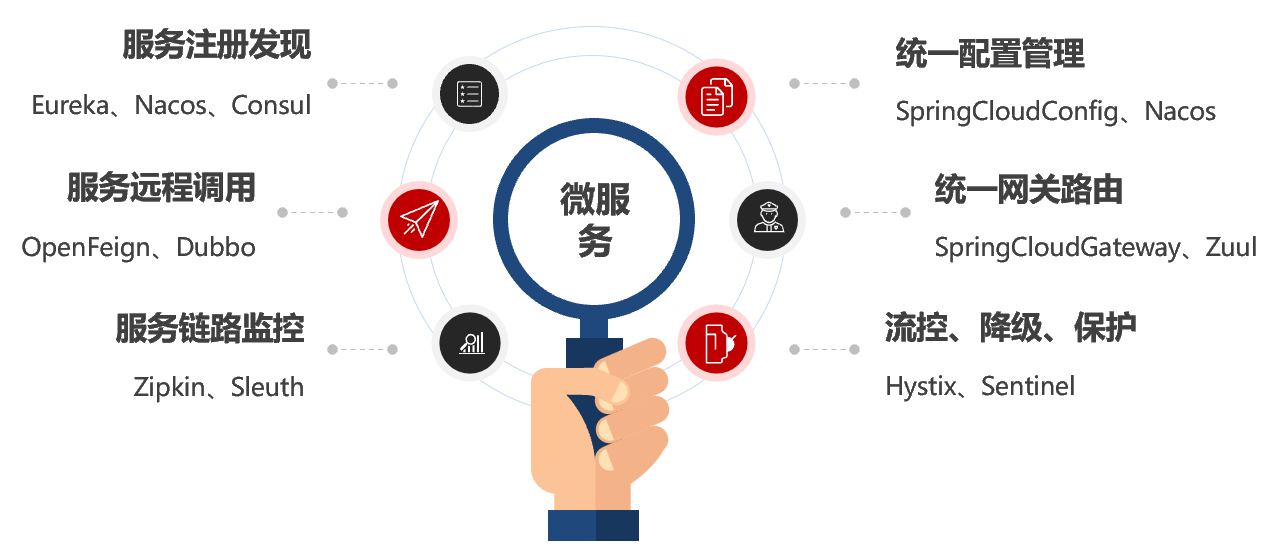 服务注册发现
Eureka、Nacos、Consul
服务远程调用
OpenFeign、Dubbo
服务链路监控
Zipkin、Sleuth
微服
务
统一配置管理
SpringCloudConfig、Nacos
统一网关路由
SpringCloudGateway、Zuul
流控、降级、保护
Hystix、Sentinel